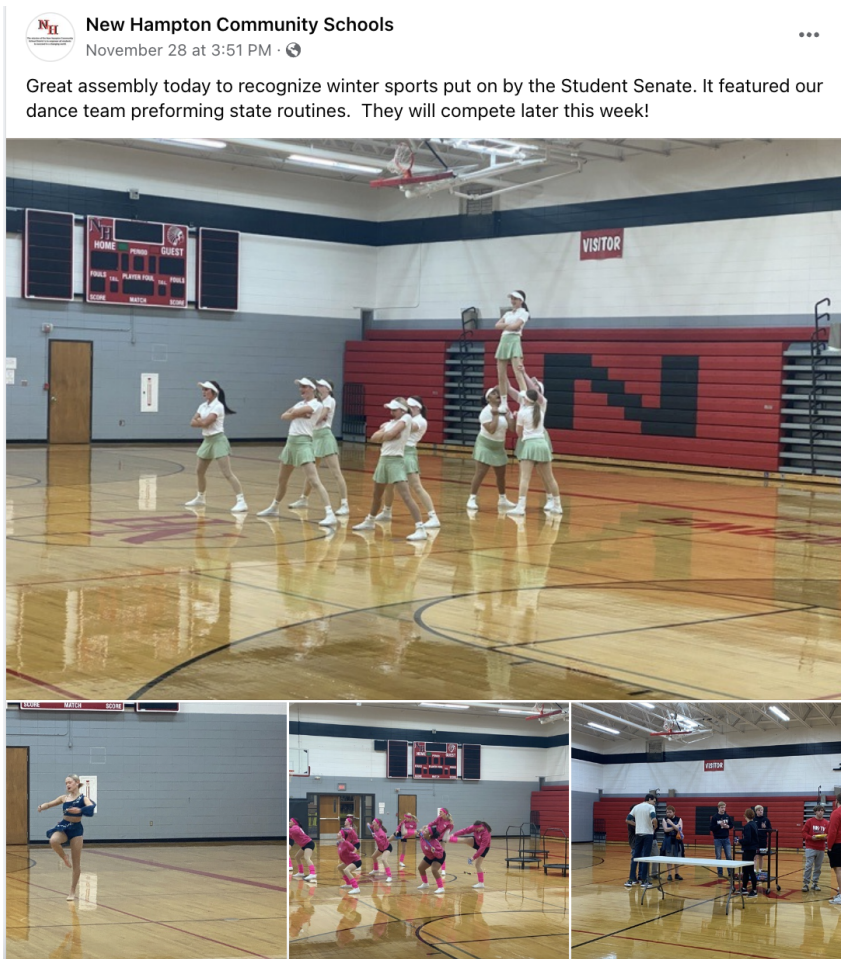 NH
New Hampton Community Schools
November 28 at 3:51 PM ·
Great assembly today to recognize winter sports put on by the Student Senate. It featured our
dance team preforming state routines.  They will compete later this week!
NH
HOME
PERIOD
GUEST
FOULS
PLAYER FOUL
FOULS
SCORE
MATCH
SCORE
VISITOR
N
SCORE
MATCH
SCORE
VISITOR